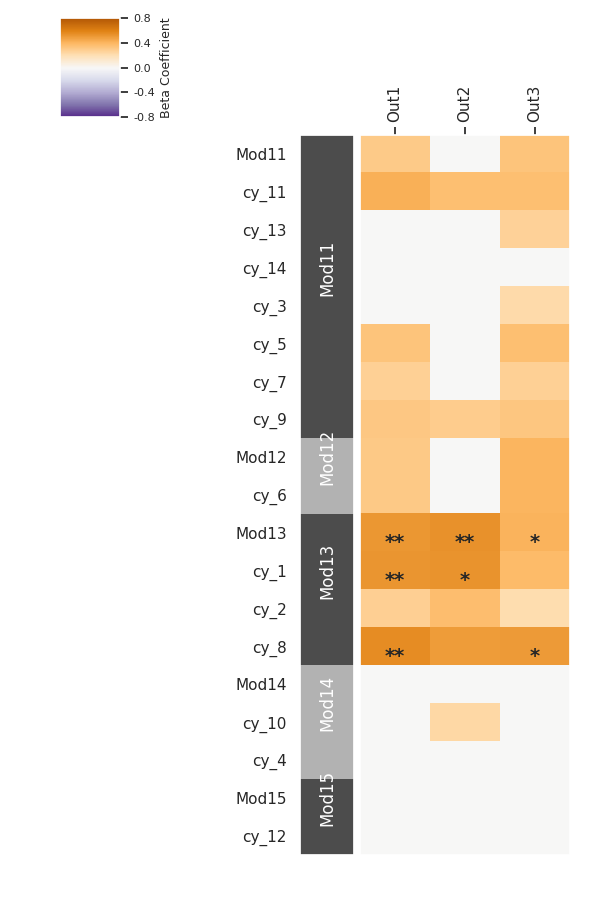 0.8
0.4
0.0
-0.4
-0.8
Beta Coefficient
Out1
Out2
Out3
Mod11
cy_11
cy_13
cy_14
cy_3
cy_5
cy_7
cy_9
Mod12
cy_6
Mod13
cy_1
cy_2
cy_8
Mod14
cy_10
cy_4
Mod15
cy_12
Mod11
Mod12
Mod13
Mod14
Mod15
** ** *
** *
** *